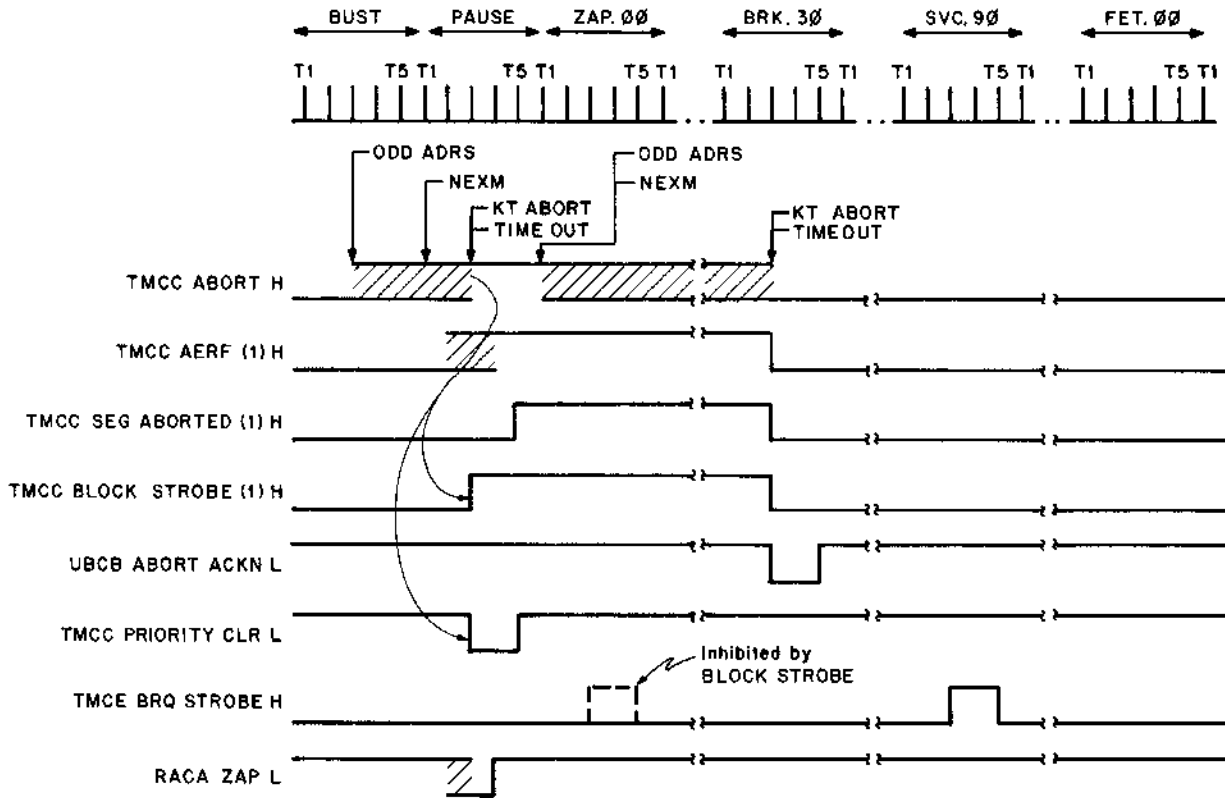 BUST PAUSE ZAP.ØØ BRK.3Ø SVC.9Ø FET.ØØ
T1 T5 T1 T5 T1 T5 T1 T1 T5 T1 T1 T5 T1 T1 T5 T1
ODD ADRS
NEXM
KT ABORT
TIME OUT
ODD ADRS
NEXM
KT ABORT
TIMEOUT
TMCC ABORT H
TMCC AERF (1) H
TMCC SEG ABORTED (1) H
TMCC BLOCK STROBE (1) H
UBCB ABORT ACKN L
TMCC PRIORITY CLR L
Inhibited by
BLOCK STROBE
TMCE BRQ STROBE H
RACA ZAP L